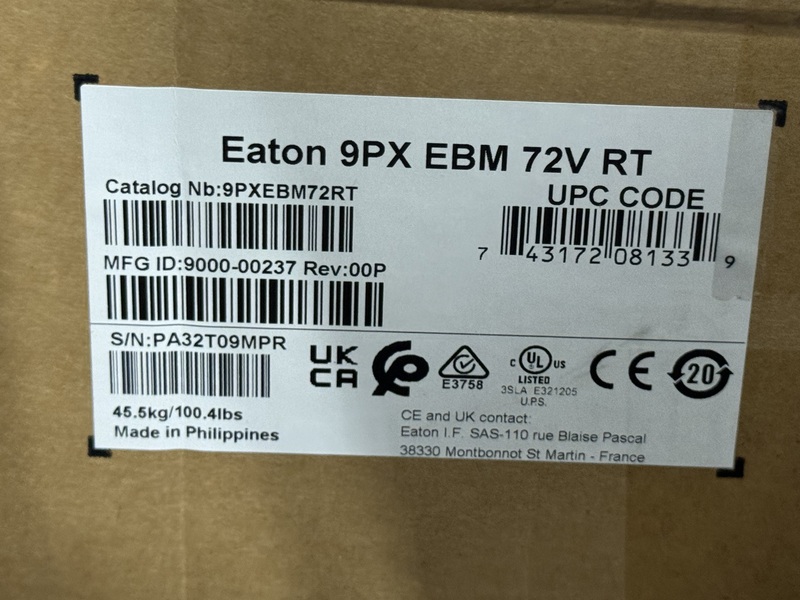 Eaton 9PX EBM 72V RT
Catalog Nb:9PXEBM72RT
UPC CODE
7 43172 08133 9
MFG ID:9000-00237 Rev:00P
S/N:PA32T09MPR
UK
CA
E3758
C UL US
LISTED
3SLA E321205
U.P.S.
CE
20
45.5kg/100.4lbs
Made in Philippines
CE and UK contact:
Eaton I.F. SAS-110 rue Blaise Pascal
38330 Montbonnot St Martin - France